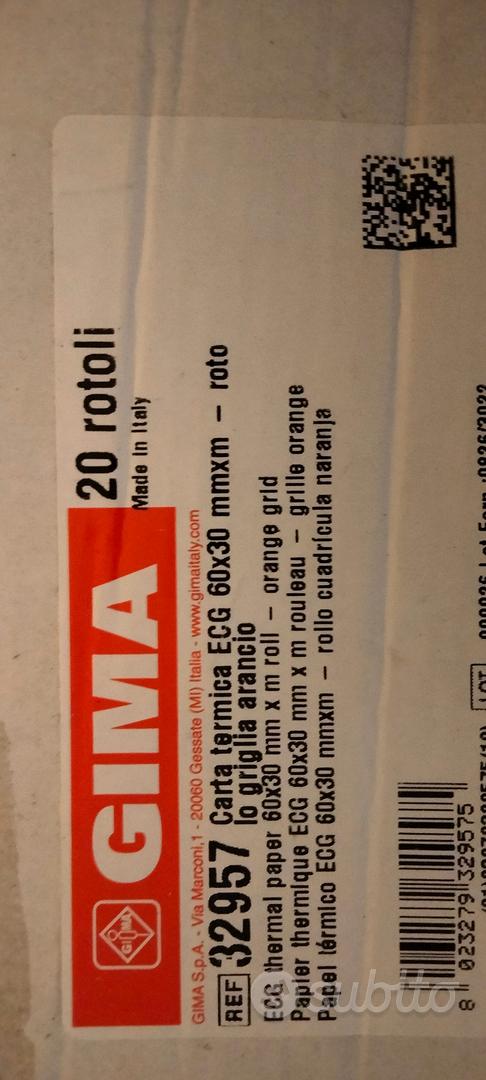 GIMA
GIMA 20 rotoli
Made in Italy
GIMA S.p.A. - Via Marconi,1 - 20060 Gessate (MI) Italia - www.gimaitaly.com
REF 32957 Carta termica ECG 60x30 mmxm – roto
lo griglia arancio
ECG thermal paper 60x30 mm x m roll – orange grid
Papier thermique ECG 60x30 mm x m rouleau – grille orange
Papel térmico ECG 60x30 mmxm – rollo cuadrícula naranja
8 023279 329575
LOT
subito